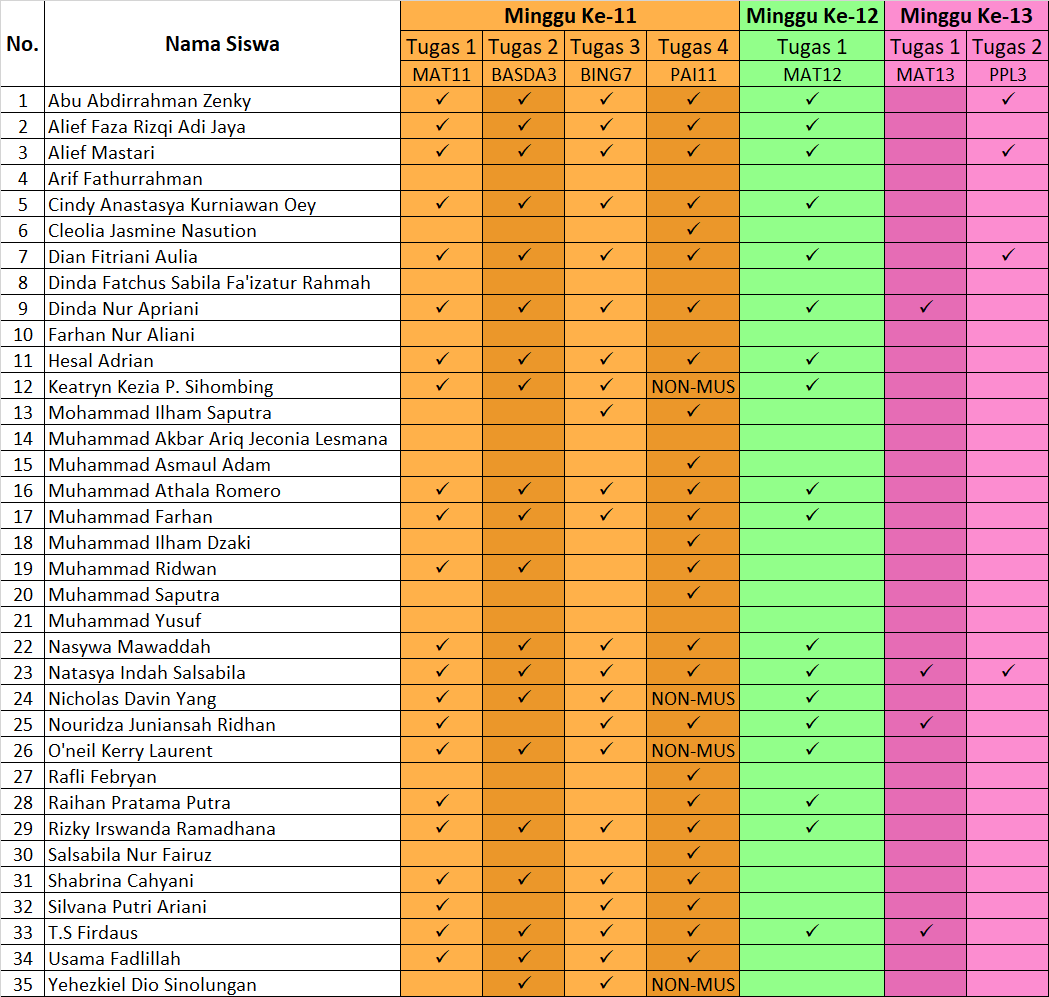 No. Nama Siswa Minggu Ke-11 Minggu Ke-12 Minggu Ke-13
Tugas 1 Tugas 2 Tugas 3 Tugas 4 Tugas 1 Tugas 1 Tugas 2
MAT11 BASDA3 BING7 PAI11 MAT12 MAT13 PPL3
1 Abu Abdirrahman Zenky ✓ ✓ ✓ ✓ ✓ ✓
2 Alief Faza Rizqi Adi Jaya ✓ ✓ ✓ ✓ ✓
3 Alief Mastari ✓ ✓ ✓ ✓ ✓ ✓
4 Arif Fathurrahman
5 Cindy Anastasya Kurniawan Oey ✓ ✓ ✓ ✓ ✓
6 Cleolia Jasmine Nasution ✓
7 Dian Fitriani Aulia ✓ ✓ ✓ ✓ ✓ ✓
8 Dinda Fatchus Sabila Fa'izatur Rahmah
9 Dinda Nur Apriani ✓ ✓ ✓ ✓ ✓ ✓
10 Farhan Nur Aliani
11 Hesal Adrian ✓ ✓ ✓ ✓ ✓
12 Keatryn Kezia P. Sihombing ✓ ✓ ✓ NON-MUS ✓
13 Mohammad Ilham Saputra ✓ ✓
14 Muhammad Akbar Ariq Jeconia Lesmana
15 Muhammad Asmaul Adam ✓
16 Muhammad Athala Romero ✓ ✓ ✓ ✓ ✓
17 Muhammad Farhan ✓ ✓ ✓ ✓ ✓
18 Muhammad Ilham Dzaki ✓
19 Muhammad Ridwan ✓ ✓ ✓
20 Muhammad Saputra ✓
21 Muhammad Yusuf
22 Nasywa Mawaddah ✓ ✓ ✓ ✓ ✓
23 Natasya Indah Salsabila ✓ ✓ ✓ ✓ ✓ ✓ ✓
24 Nicholas Davin Yang ✓ ✓ ✓ NON-MUS ✓
25 Nouridza Juniansah Ridhan ✓ ✓ ✓ ✓ ✓
26 O'neil Kerry Laurent ✓ ✓ ✓ NON-MUS ✓
27 Rafli Febryan ✓
28 Raihan Pratama Putra ✓ ✓ ✓
29 Rizky Irswanda Ramadhana ✓ ✓ ✓ ✓ ✓
30 Salsabila Nur Fairuz ✓
31 Shabrina Cahyani ✓ ✓ ✓ ✓
32 Silvana Putri Ariani ✓ ✓ ✓
33 T.S Firdaus ✓ ✓ ✓ ✓ ✓ ✓
34 Usama Fadlillah ✓ ✓ ✓ ✓
35 Yehezkiel Dio Sinolungan ✓ ✓ NON-MUS